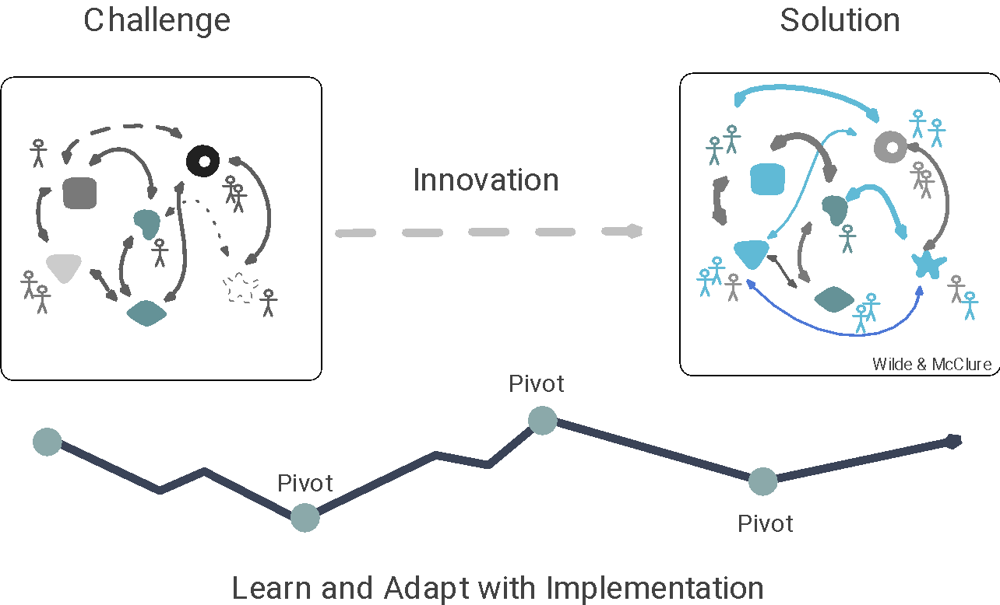 Challenge
Solution
Innovation
Wilde & McClure
Pivot
Pivot
Pivot
Learn and Adapt with Implementation